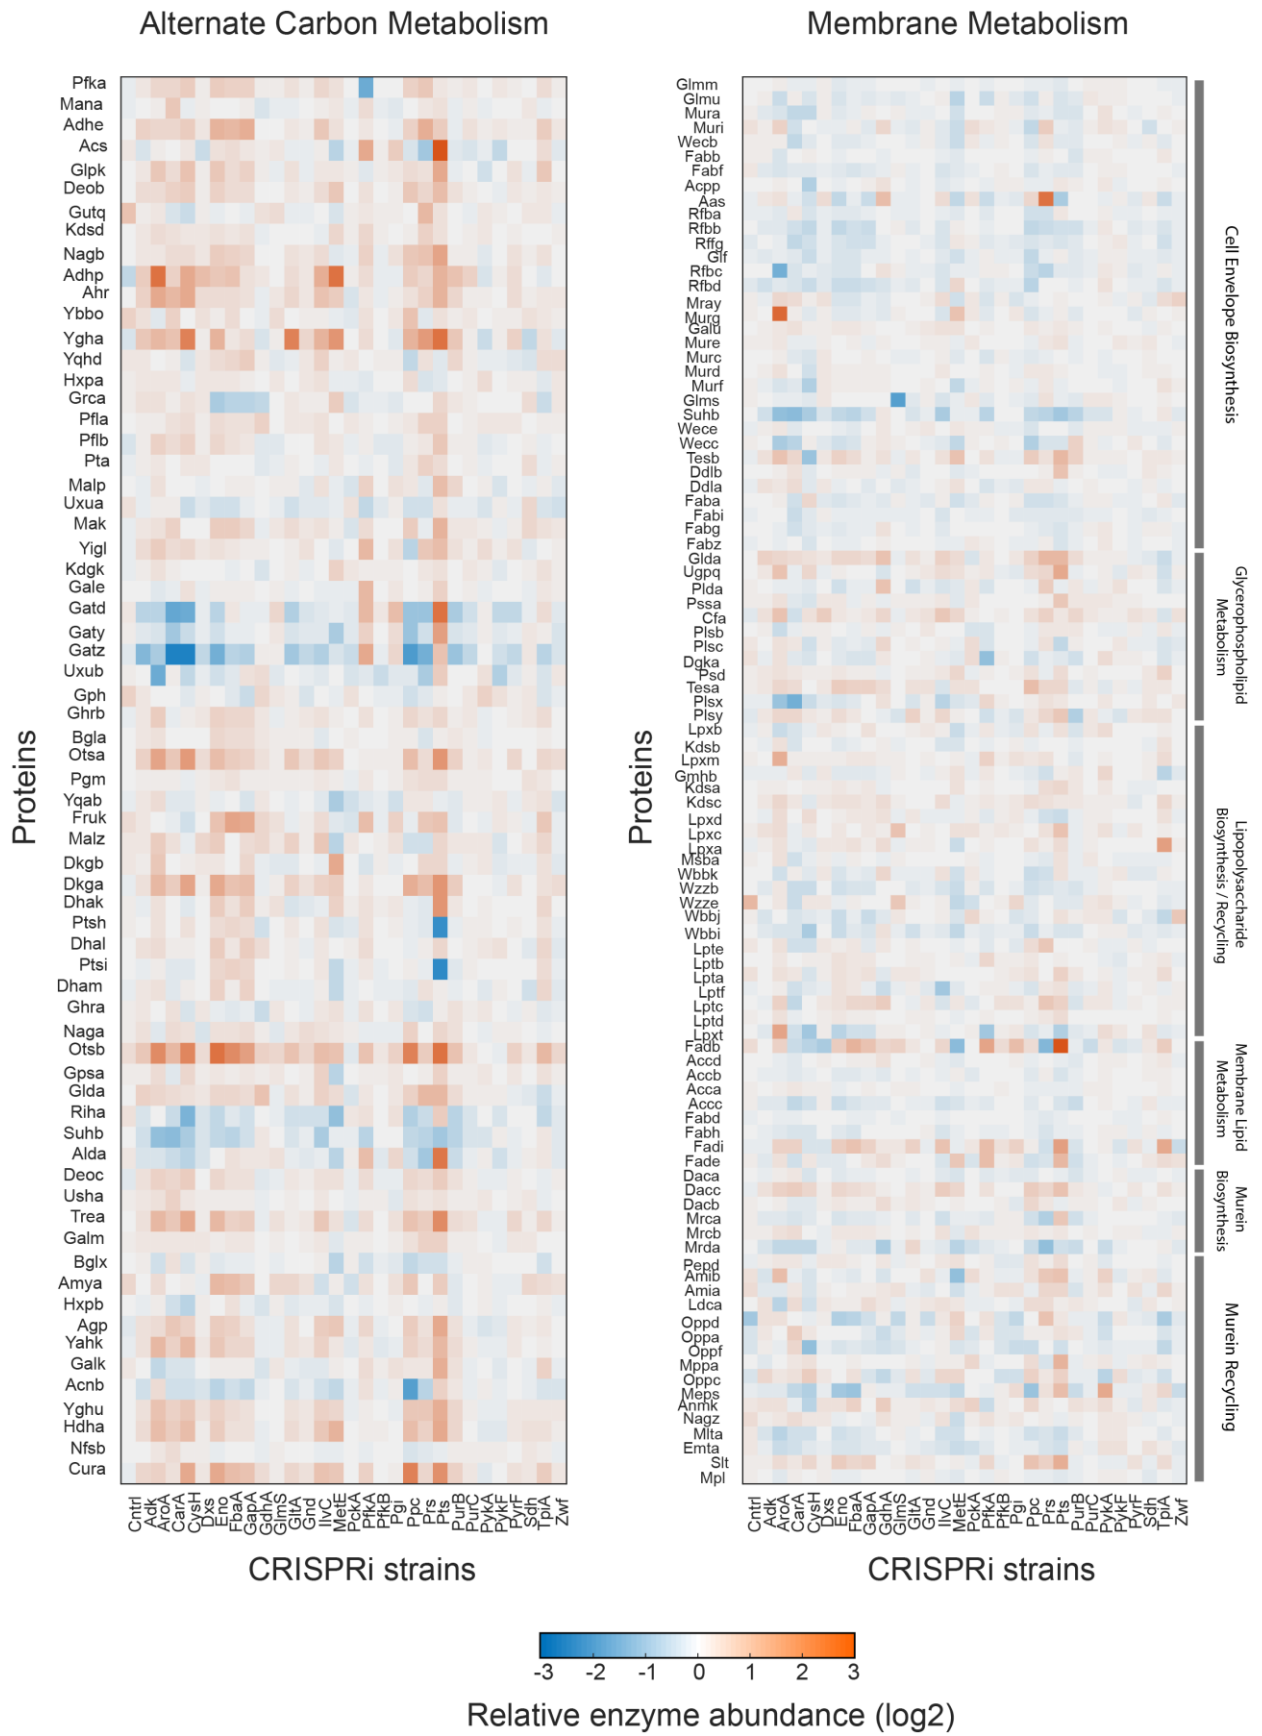 Alternate Carbon Metabolism
Membrane Metabolism
Proteins
Pfka
Mana
Adhe
Acs
Glpk
Deob
Gutq
Kdsd
Nagb
Adhp
Ahr
Ybbo
Ygha
Yqhd
Hxpa
Grca
Pfla
Pflb
Pta
Malp
Uxua
Mak
Yigl
Kdgk
Gale
Gatd
Gaty
Gatz
Uxub
Gph
Ghrb
Bgla
Otsa
Pgm
Yqab
Fruk
Malz
Dkgb
Dkga
Dhak
Ptsh
Dhal
Ptsi
Dham
Ghra
Naga
Otsb
Gpsa
Glda
Riha
Suhb
Alda
Deoc
Usha
Trea
Galm
Bglx
Amya
Hxpb
Agp
Yahk
Galk
Acnb
Yghu
Hdha
Nfsb
Cura
Cntrl
Adk
AroA
CarA
CysH
Dxs
Eno
FbaA
GapA
GdhA
GlmS
GltA
Gnd
IlvC
MetE
PckA
PfkA
PfkB
Pgi
Ppc
Prs
Pts
PurB
PurC
PykA
PykF
PyrF
Sdh
TpiA
Zwf
CRISPRi strains
Proteins
Glmm
Glmu
Mura
Muri
Wecb
Fabb
Fabf
Acpp
Aas
Rfba
Rfbb
Rffg
Glf
Rfbc
Rfbd
Mray
Murg
Galu
Mure
Murc
Murd
Murf
Glms
Suhb
Wece
Wecc
Tesb
Ddlb
Ddla
Faba
Fabi
Fabg
Fabz
Glda
Ugpq
Plda
Pssa
Cfa
Plsb
Plsc
Dgka
Psd
Tesa
Plsx
Plsy
Lpxb
Kdsb
Lpxm
Gmhb
Kdsa
Kdsc
Lpxd
Lpxc
Lpxa
Msba
Wbbk
Wzzb
Wzze
Wbbj
Wbbi
Lpte
Lptb
Lpta
Lptf
Lptc
Lptd
Lpxt
Fadb
Accd
Accb
Acca
Accc
Fabd
Fabh
Fadi
Fade
Daca
Dacc
Dacb
Mrca
Mrcb
Mrda
Pepd
Amib
Amia
Ldca
Oppd
Oppa
Oppf
Mppa
Oppc
Meps
Anmk
Nagz
Mlta
Emta
Slt
Mpl
Cntrl
Adk
AroA
CarA
CysH
Dxs
Eno
FbaA
GapA
GdhA
GlmS
GltA
Gnd
IlvC
MetE
PckA
PfkA
PfkB
Pgi
Ppc
Prs
Pts
PurB
PurC
PykA
PykF
PyrF
Sdh
TpiA
Zwf
CRISPRi strains
Cell Envelope Biosynthesis
Glycerophospholipid
Metabolism
Lipopolysaccharide
Biosynthesis / Recycling
Membrane Lipid
Metabolism
Murein
Biosynthesis
Murein Recycling
-3 -2 -1 0 1 2 3
Relative enzyme abundance (log2)